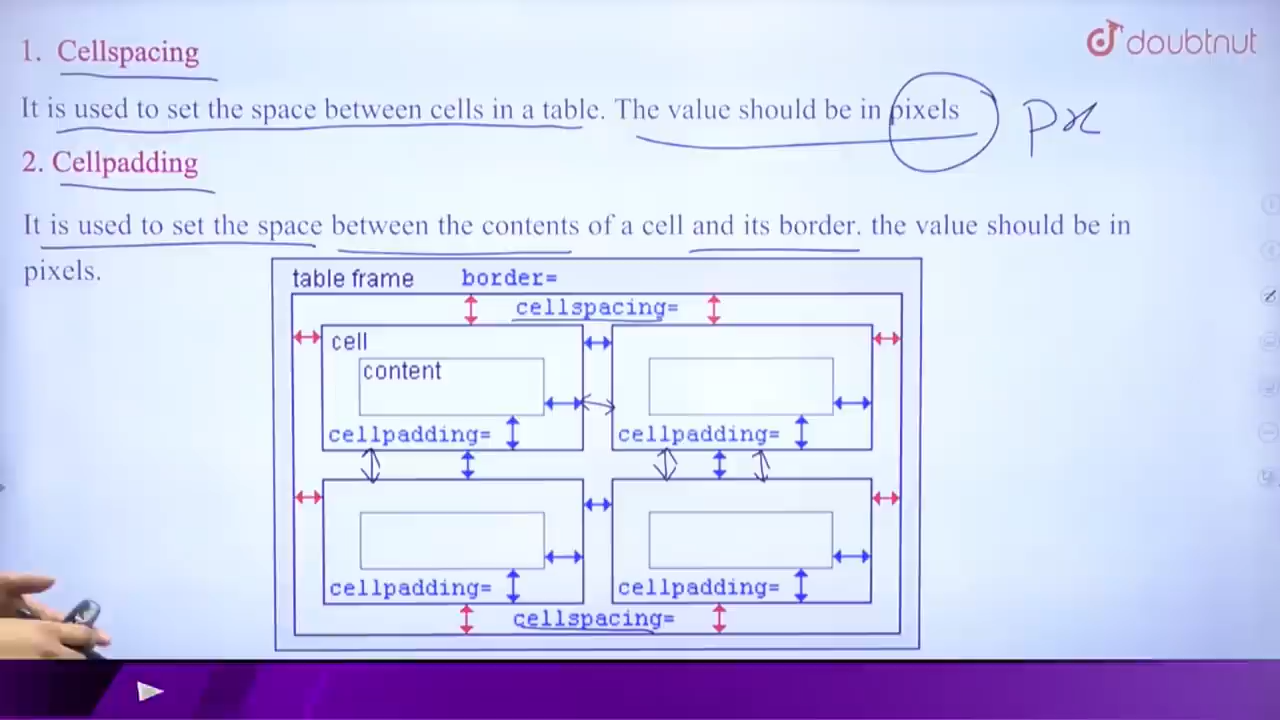 1. Cellspacing
doubtnut
It is used to set the space between cells in a table. The value should be in pixels
Px
2. Cellpadding
It is used to set the space between the contents of a cell and its border. the value should be in
pixels.
table frame border=
cellspacing=
cell
content
cellpadding= cellpadding=
cellpadding= cellpadding=
cellspacing=